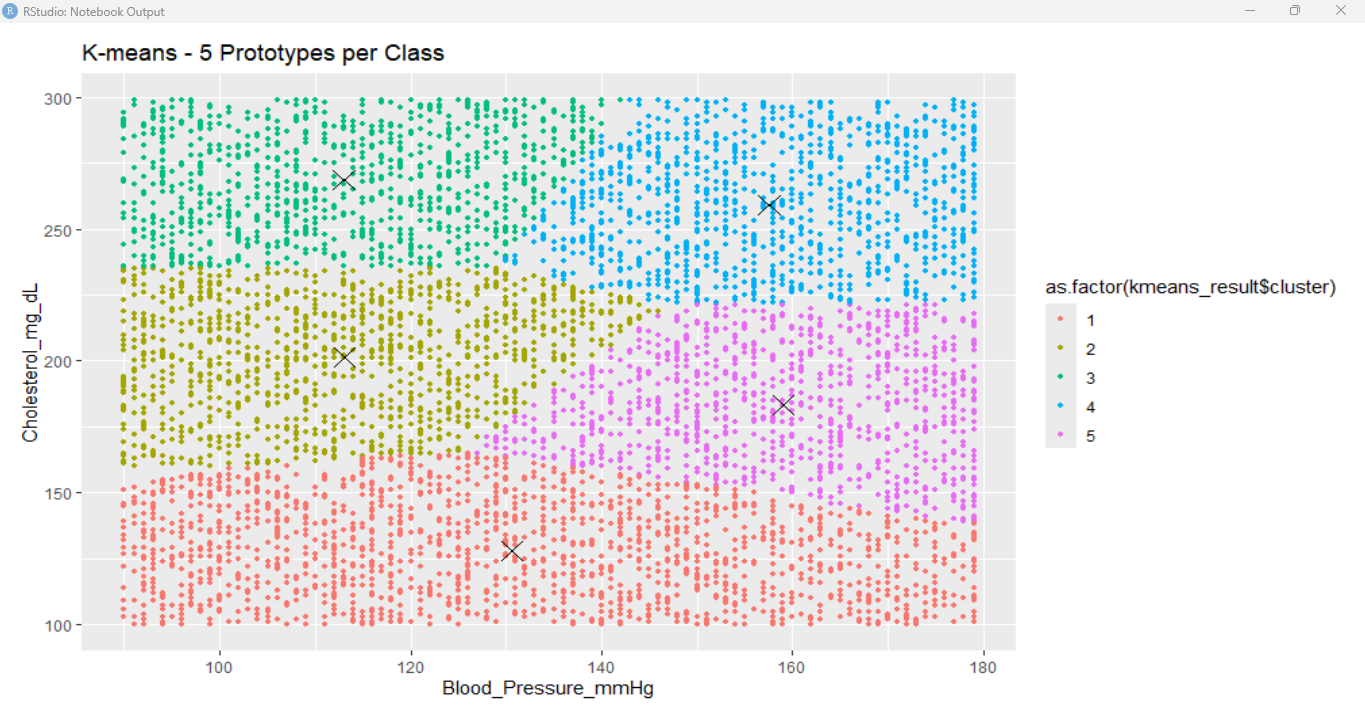 R RStudio: Notebook Output
K-means - 5 Prototypes per Class
300
250
200
150
100
Cholesterol_mg_dL
100 120 140 160 180
Blood_Pressure_mmHg
as.factor(kmeans_result$cluster)
1
2
3
4
5